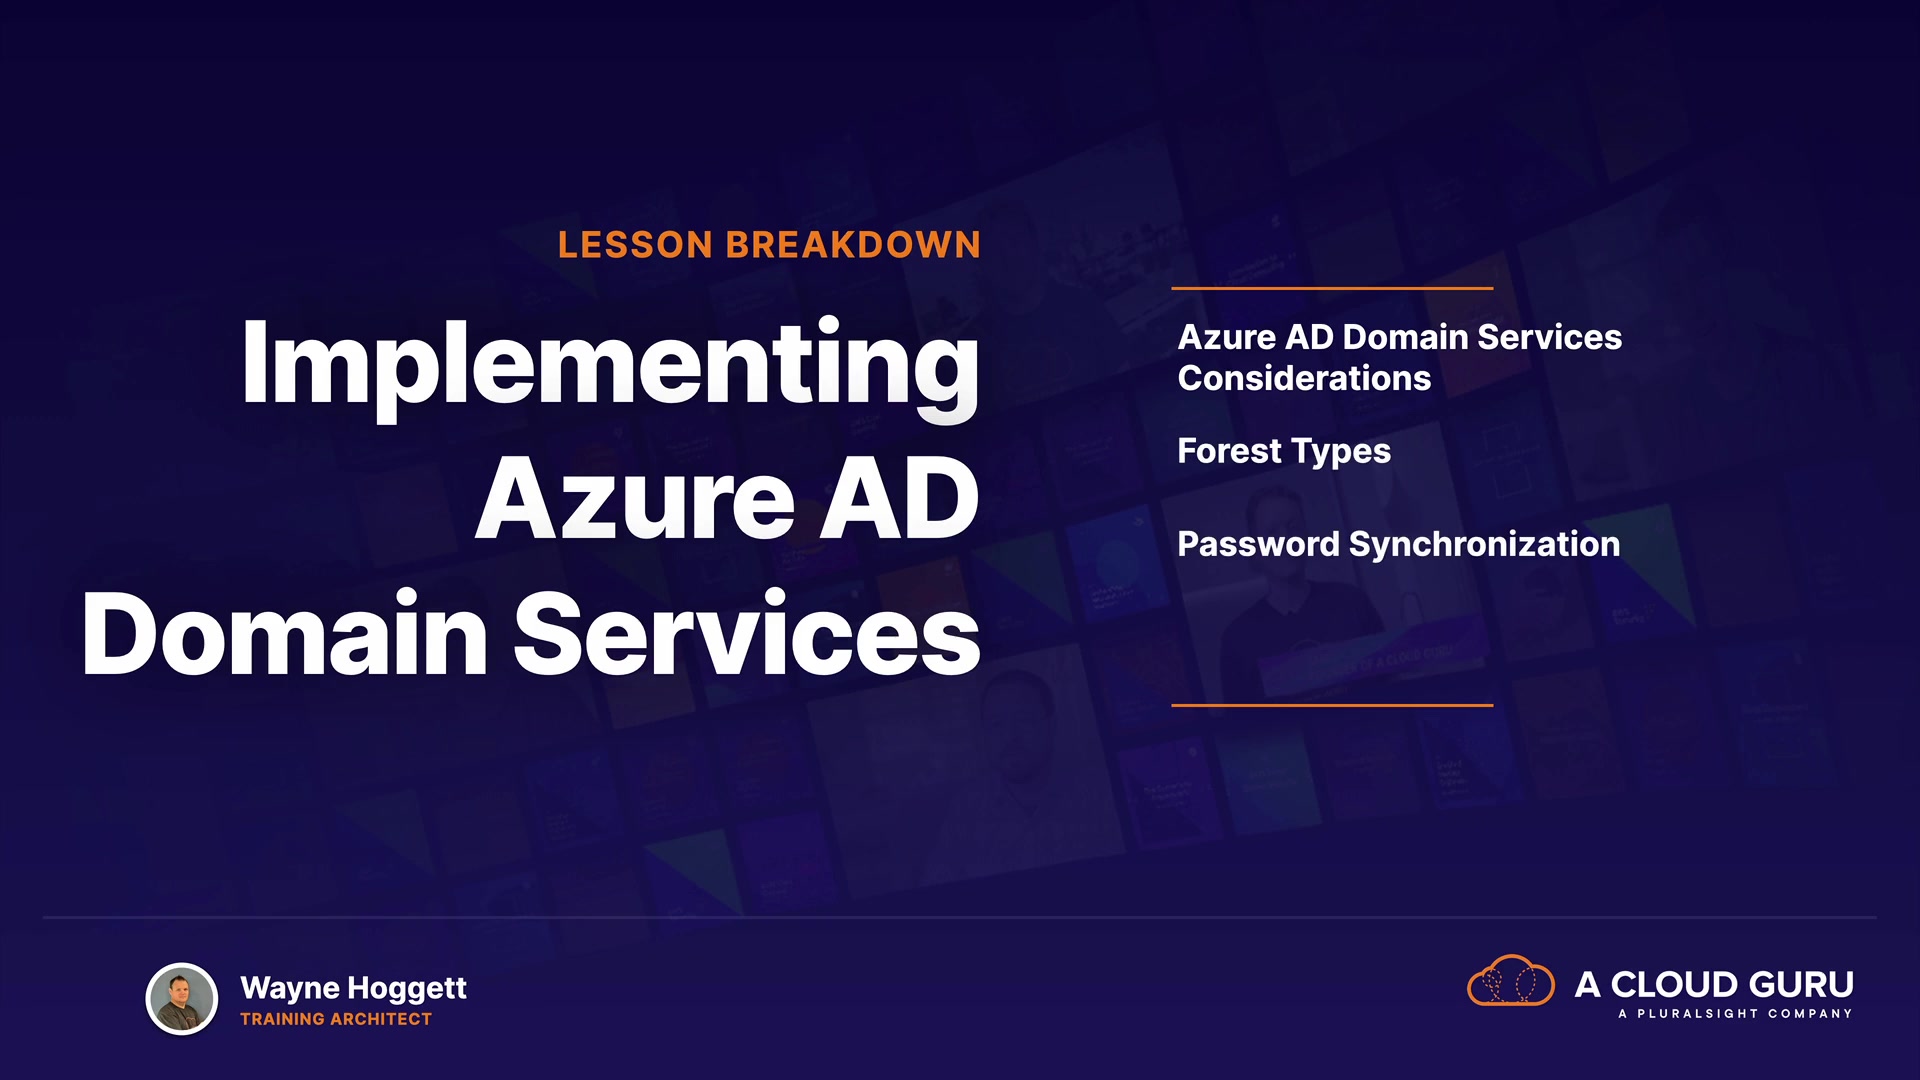 LESSON BREAKDOWN
Implementing
Azure AD
Domain Services
Azure AD Domain Services
Considerations
Forest Types
Password Synchronization
Wayne Hoggett
TRAINING ARCHITECT
A CLOUD GURU
A PLURALSIGHT COMPANY